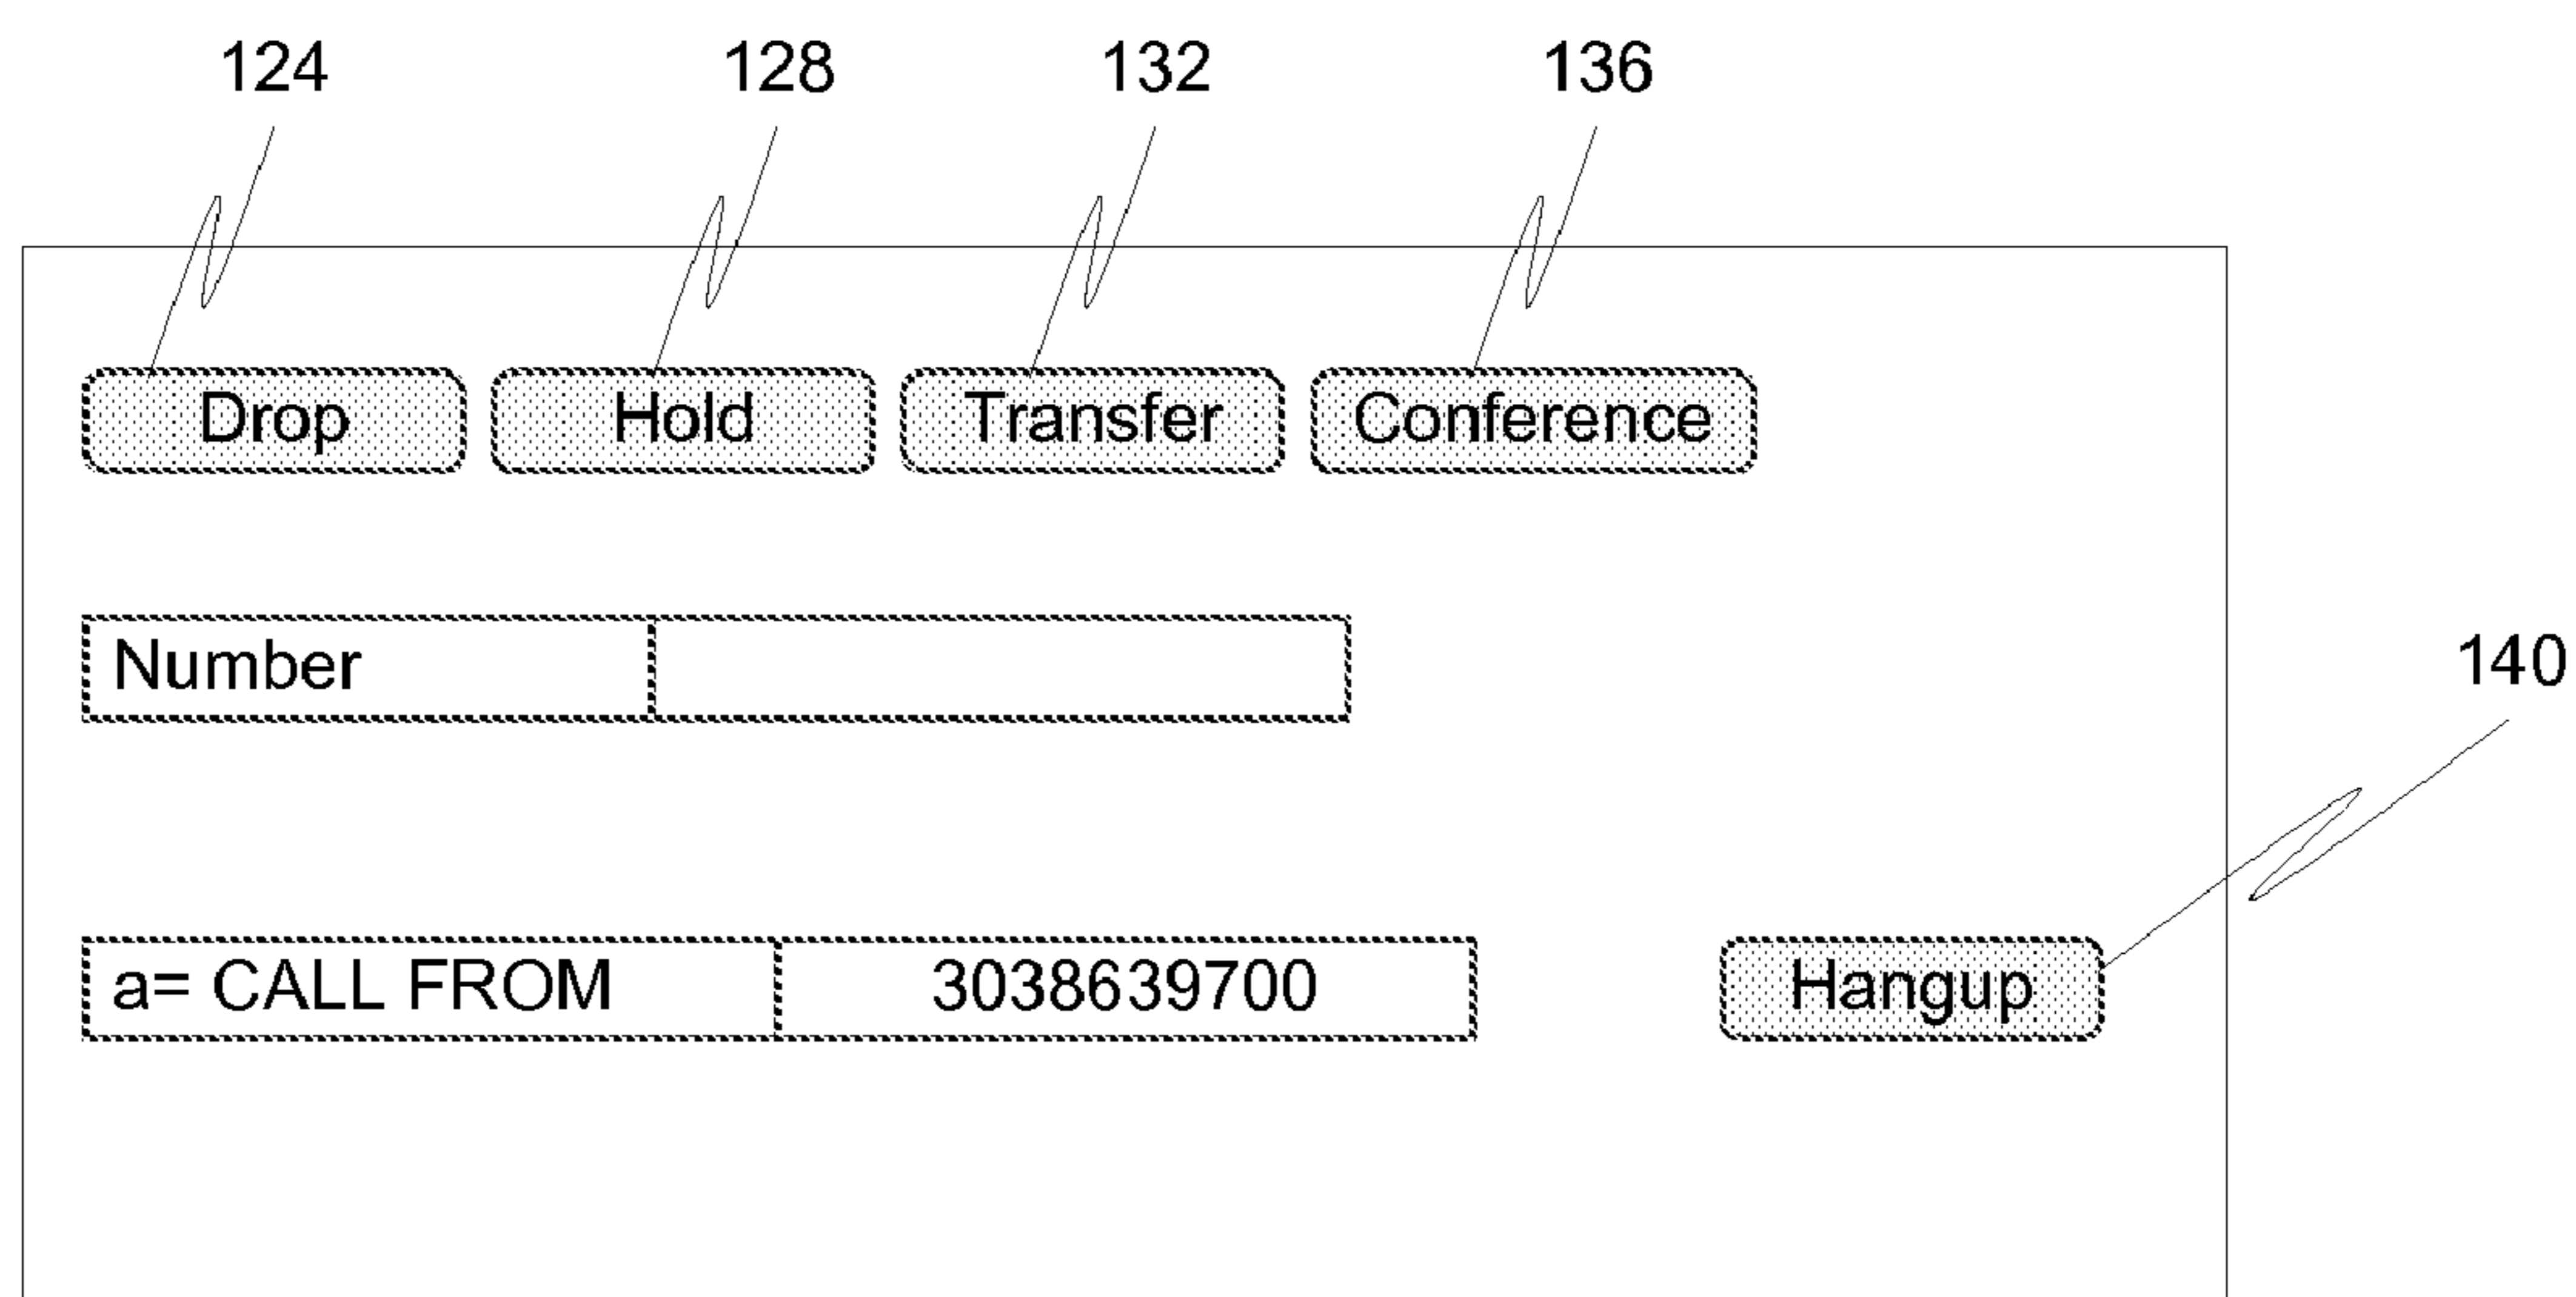 124 128 132 136
Drop Hold Transfer Conference
Number
140
a= CALL FROM 3038639700 Hangup